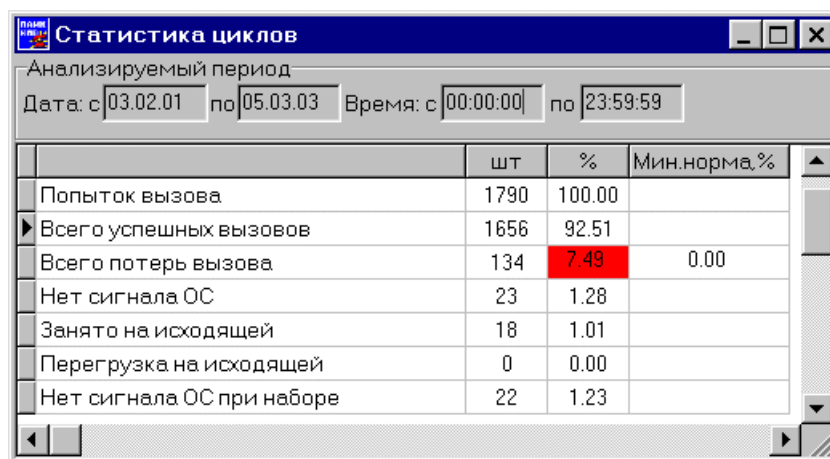 Статистика циклов
Анализируемый период
Дата: с 03.02.01 по 05.03.03 Время: с 00:00:00 по 23:59:59
шт % Мин.норма,%
Попыток вызова 1790 100.00
Всего успешных вызовов 1656 92.51
Всего потерь вызова 134 7.49 0.00
Нет сигнала ОС 23 1.28
Занято на исходящей 18 1.01
Перегрузка на исходящей 0 0.00
Нет сигнала ОС при наборе 22 1.23